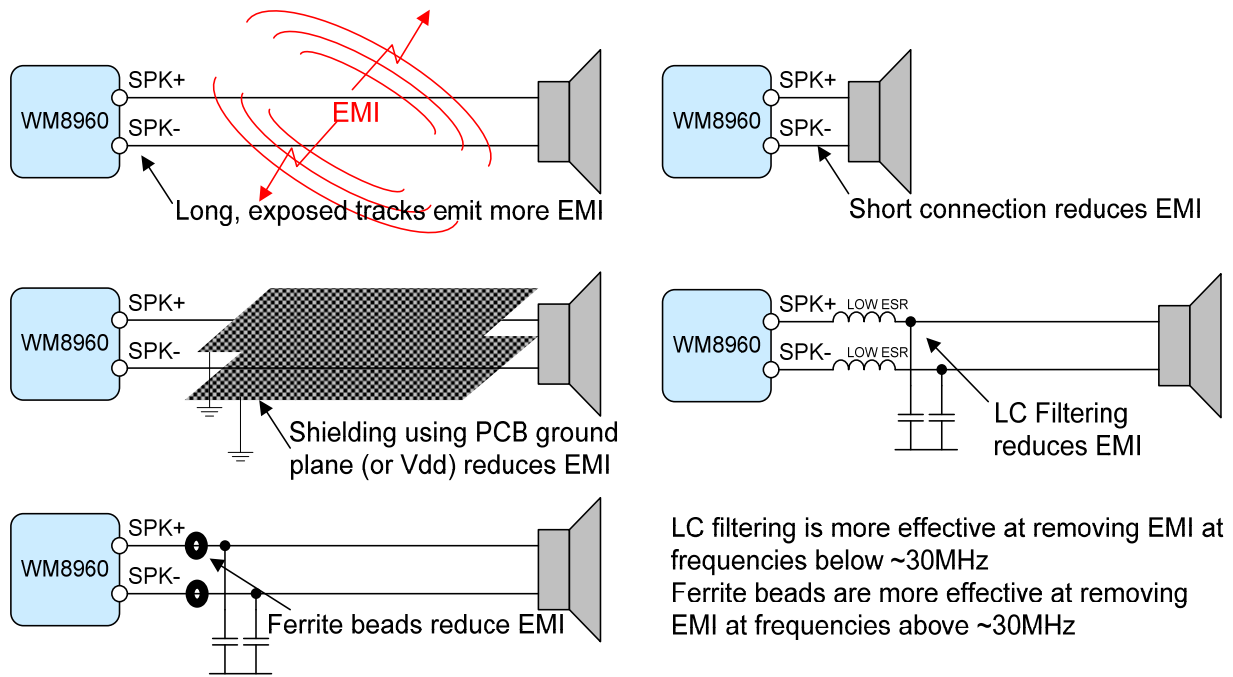 SPK+
WM8960
SPK-
EMI
Long, exposed tracks emit more EMI
SPK+
WM8960
SPK-
Short connection reduces EMI
SPK+
WM8960
SPK-
Shielding using PCB ground
plane (or Vdd) reduces EMI
SPK+
LOW ESR
WM8960
SPK-
LOW ESR
LC Filtering
reduces EMI
SPK+
WM8960
SPK-
Ferrite beads reduce EMI
LC filtering is more effective at removing EMI at
frequencies below ~30MHz
Ferrite beads are more effective at removing
EMI at frequencies above ~30MHz